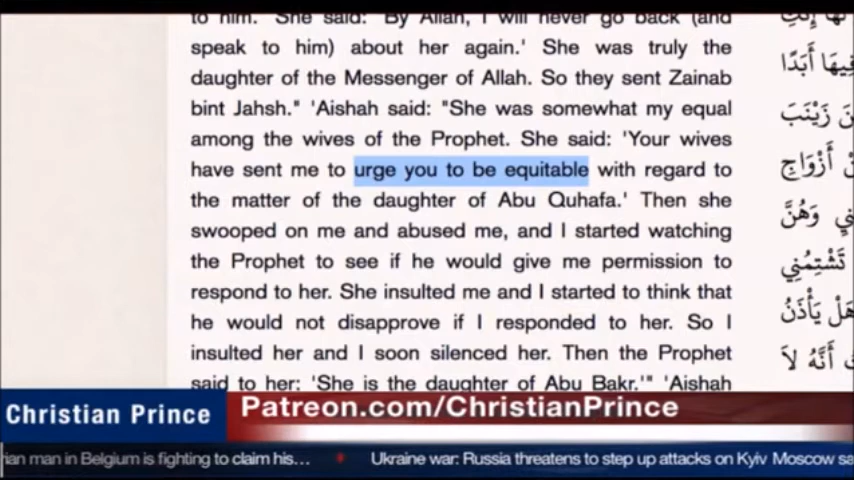 to him.' She said: 'By Allah, I will never go back (and
speak to him) about her again.' She was truly the
daughter of the Messenger of Allah. So they sent Zainab
bint Jahsh." 'Aishah said: "She was somewhat my equal
among the wives of the Prophet. She said: 'Your wives
have sent me to urge you to be equitable with regard to
the matter of the daughter of Abu Quhafa.' Then she
swooped on me and abused me, and I started watching
the Prophet to see if he would give me permission to
respond to her. She insulted me and I started to think that
he would not disapprove if I responded to her. So I
insulted her and I soon silenced her. Then the Prophet
said to her: 'She is the daughter of Abu Bakr.'" 'Aishah
فِيهَا أَبَدًا
زَيْنَبَ
أَزْوَاجِ
وَهُنَّ
تَشْتِمُنِي
هَلْ يَأْذَنُ
أَنَّهُ لاَ
Christian Prince
Patreon.com/ChristianPrince
man in Belgium is fighting to claim his... Ukraine war: Russia threatens to step up attacks on Kyiv Moscow